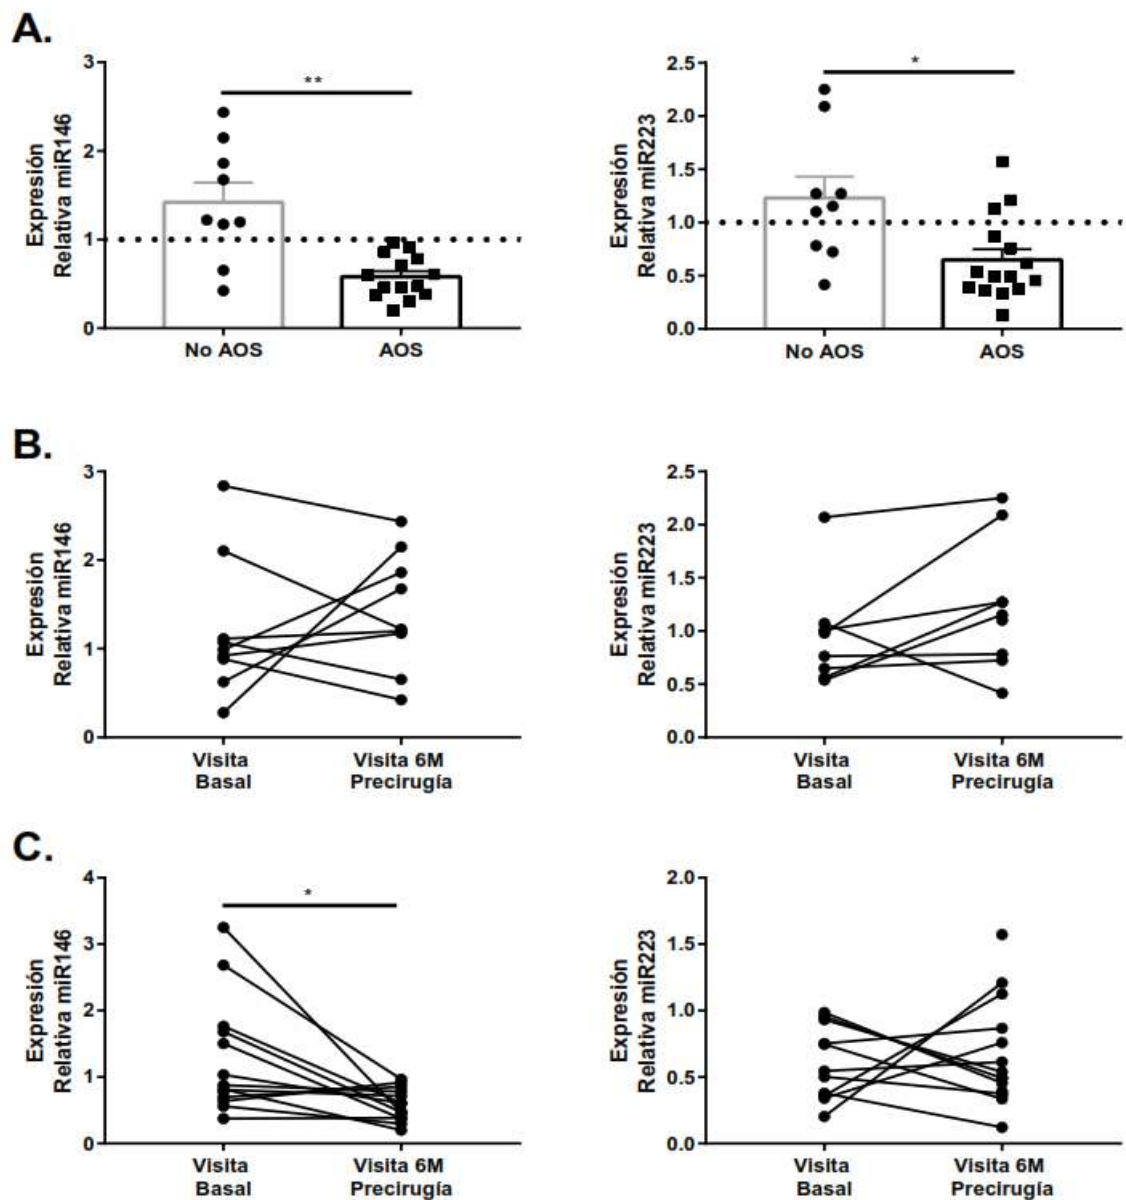 A.
Expresión
Relativa miR146
3
2
1
0
**
No AOS
AOS
Expresión
Relativa miR223
2.5
2.0
1.5
1.0
0.5
0.0
*
No AOS
AOS
B.
Expresión
Relativa miR146
3
2
1
0
Visita
Basal
Visita 6M
Precirugía
Expresión
Relativa miR223
2.5
2.0
1.5
1.0
0.5
0.0
Visita
Basal
Visita 6M
Precirugía
C.
Expresión
Relativa miR146
4
3
2
1
0
*
Visita
Basal
Visita 6M
Precirugía
Expresión
Relativa miR223
2.0
1.5
1.0
0.5
0.0
Visita
Basal
Visita 6M
Precirugía